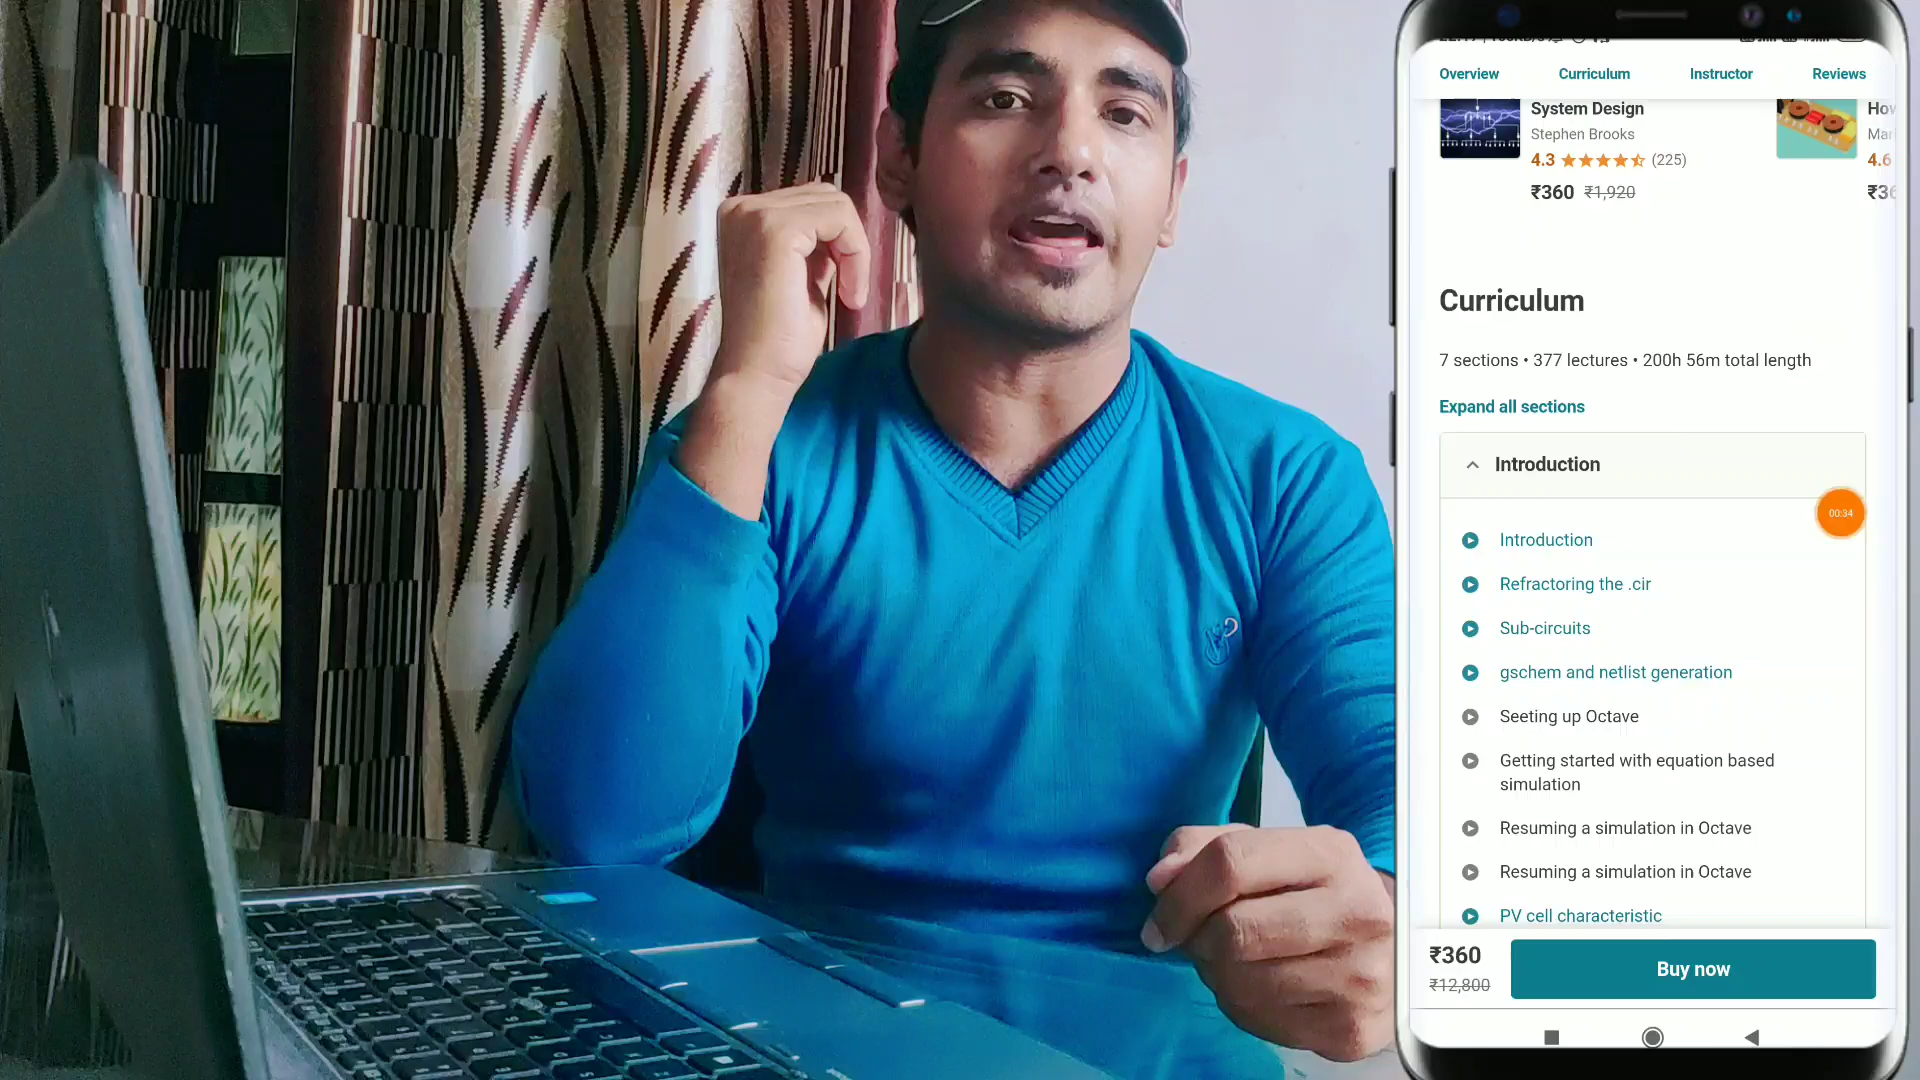 Overview Curriculum Instructor Reviews
System Design
Stephen Brooks
4.3 (225)
₹360 ₹1,920
4.6
Curriculum
7 sections • 377 lectures • 200h 56m total length
Expand all sections
Introduction
00:34
Introduction
Refractoring the .cir
Sub-circuits
gschem and netlist generation
Seeting up Octave
Getting started with equation based
simulation
Resuming a simulation in Octave
Resuming a simulation in Octave
PV cell characteristic
₹360
₹12,800
Buy now